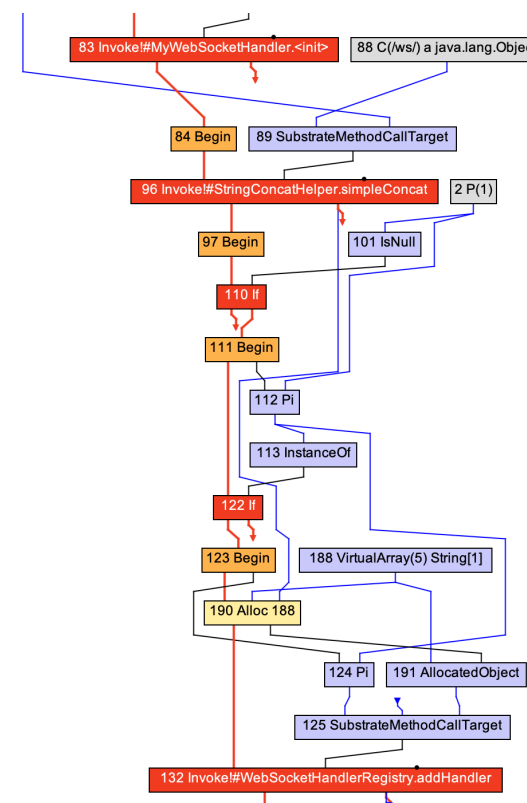 83 Invoke!#MyWebSocketHandler.<init>
88 C(/ws/) a java.lang.Obje
84 Begin
89 SubstrateMethodCallTarget
96 Invoke!#StringConcatHelper.simpleConcat
2 P(1)
97 Begin
101 IsNull
110 If
111 Begin
112 Pi
113 InstanceOf
122 If
123 Begin
188 VirtualArray(5) String[1]
190 Alloc 188
124 Pi
191 AllocatedObject
125 SubstrateMethodCallTarget
132 Invoke!#WebSocketHandlerRegistry.addHandler